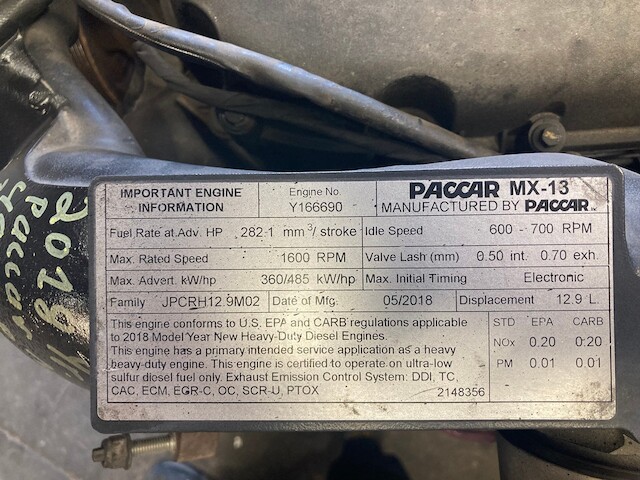 IMPORTANT ENGINE INFORMATION
Engine No. Y166690
PACCAR MX-13
MANUFACTURED BY PACCAR
Fuel Rate at Adv. HP 282.1 mm³/stroke
Idle Speed 600 - 700 RPM
Max. Rated Speed 1600 RPM
Valve Lash (mm) 0.50 int. 0.70 exh.
Max. Advert. kW/hp 360/485 kW/hp
Max. Initial Timing Electronic
Family JPCRH12.9M02
Date of Mfg. 05/2018
Displacement 12.9 L.
This engine conforms to U.S. EPA and CARB regulations applicable
to 2018 Model Year New Heavy-Duty Diesel Engines.
This engine has a primary intended service application as a heavy
heavy-duty engine. This engine is certified to operate on ultra-low
sulfur diesel fuel only. Exhaust Emission Control System: DDI, TC,
CAC, ECM, EGR-C, OC, SCR-U, PTOX
2148356
STD EPA CARB
NOx 0.20 0.20
PM 0.01 0.01
2018
Paccar